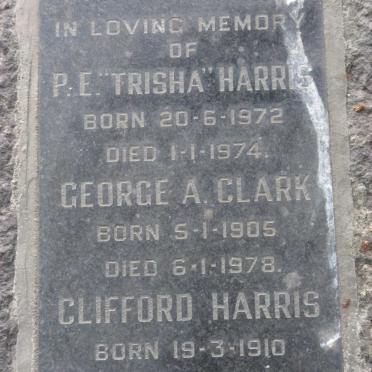 IN LOVING MEMORY
OF
P.E. "TRISHA" HARRIS
BORN 20-6-1972
DIED 1-1-1974.
GEORGE A. CLARK
BORN 5-1-1905
DIED 6-1-1978.
CLIFFORD HARRIS
BORN 19-3-1910